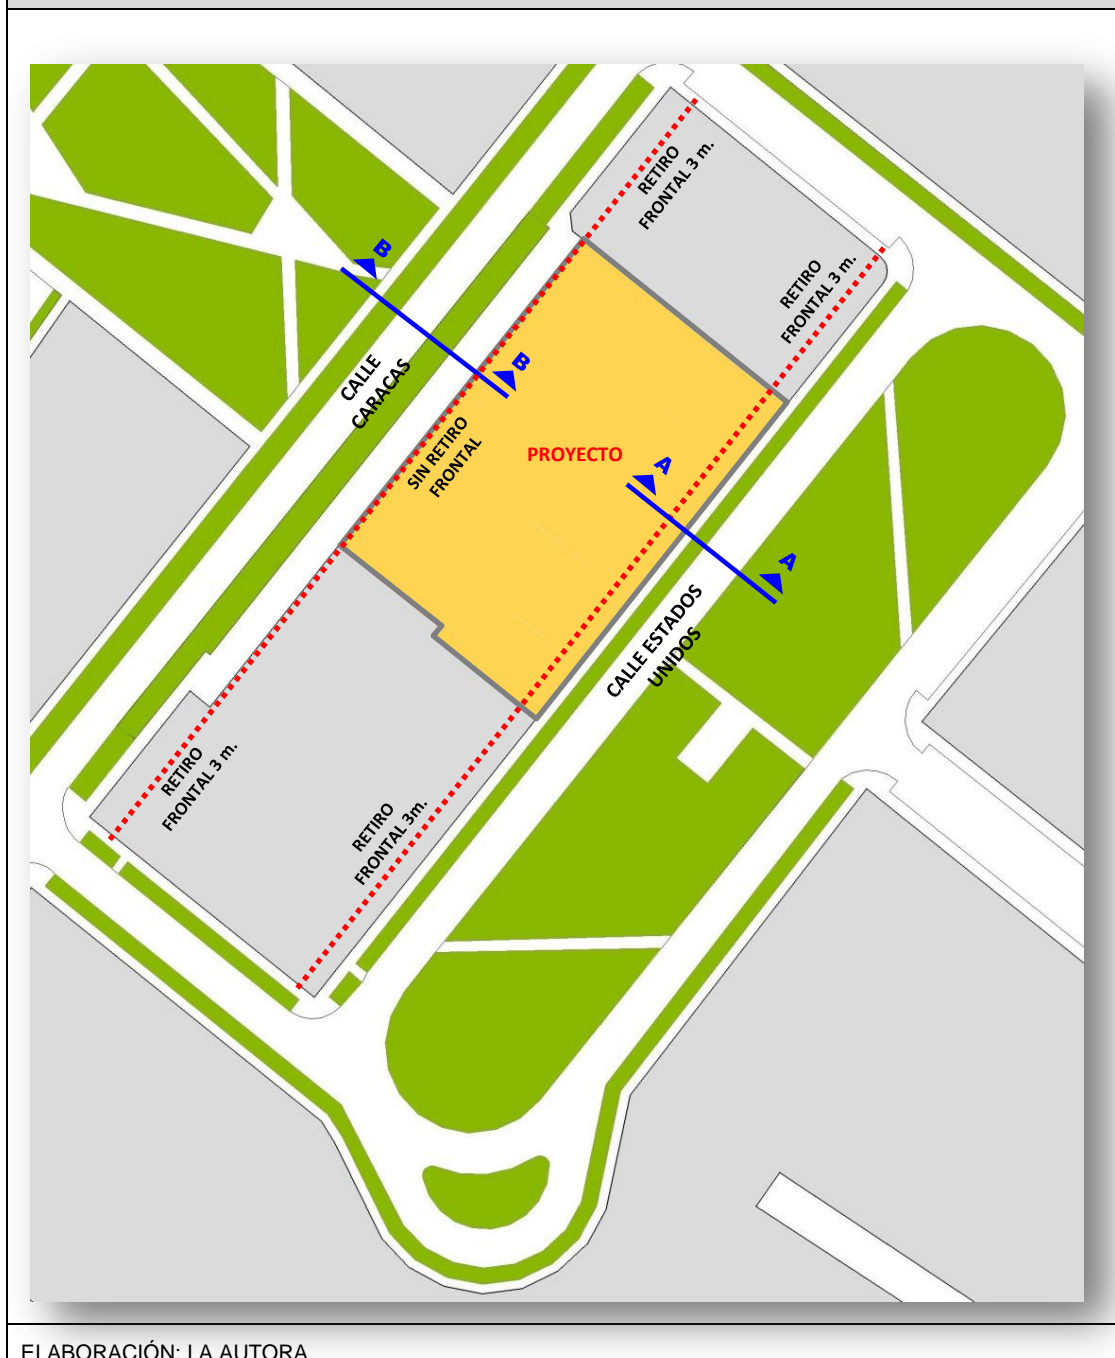 RETIRO
FRONTAL 3 m.
RETIRO
FRONTAL 3 m.
B
B
CALLE
CARACAS
SIN RETIRO
FRONTAL
PROYECTO
A
A
CALLE ESTADOS
UNIDOS
RETIRO
FRONTAL 3 m.
RETIRO
FRONTAL 3m.
ELABORACIÓN: LA AUTORA